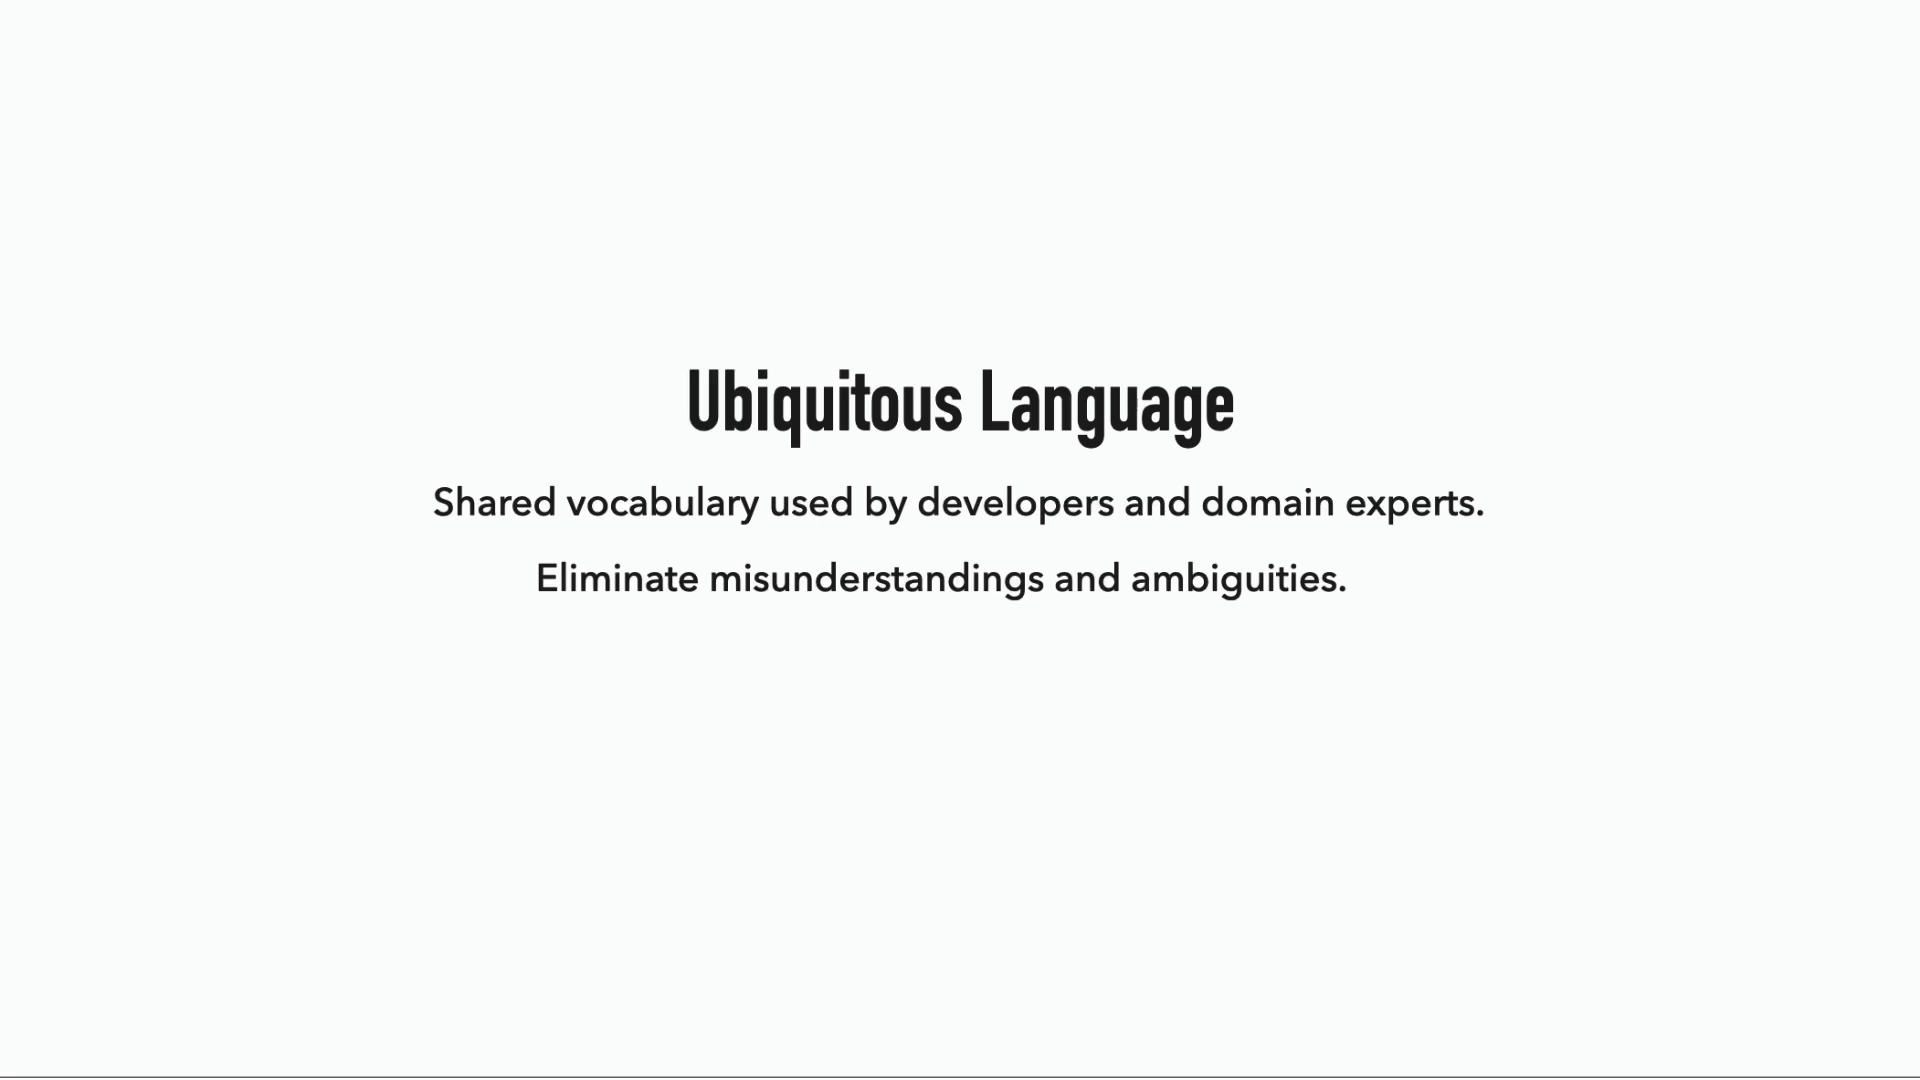 Ubiquitous Language
Shared vocabulary used by developers and domain experts.
Eliminate misunderstandings and ambiguities.